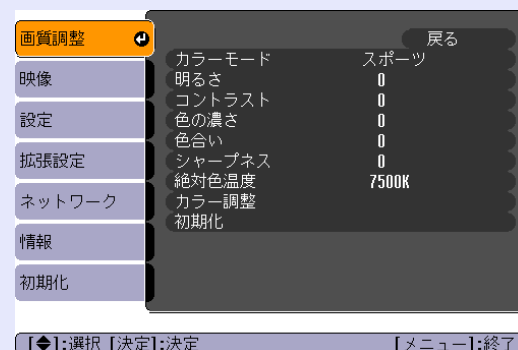 画質調整
映像
設定
拡張設定
ネットワーク
情報
初期化
戻る
カラーモード スポーツ
明るさ 0
コントラスト 0
色の濃さ 0
色合い 0
シャープネス 0
絶対色温度 7500K
カラー調整
初期化
[◆]:選択 [決定]:決定 [メニュー]:終了